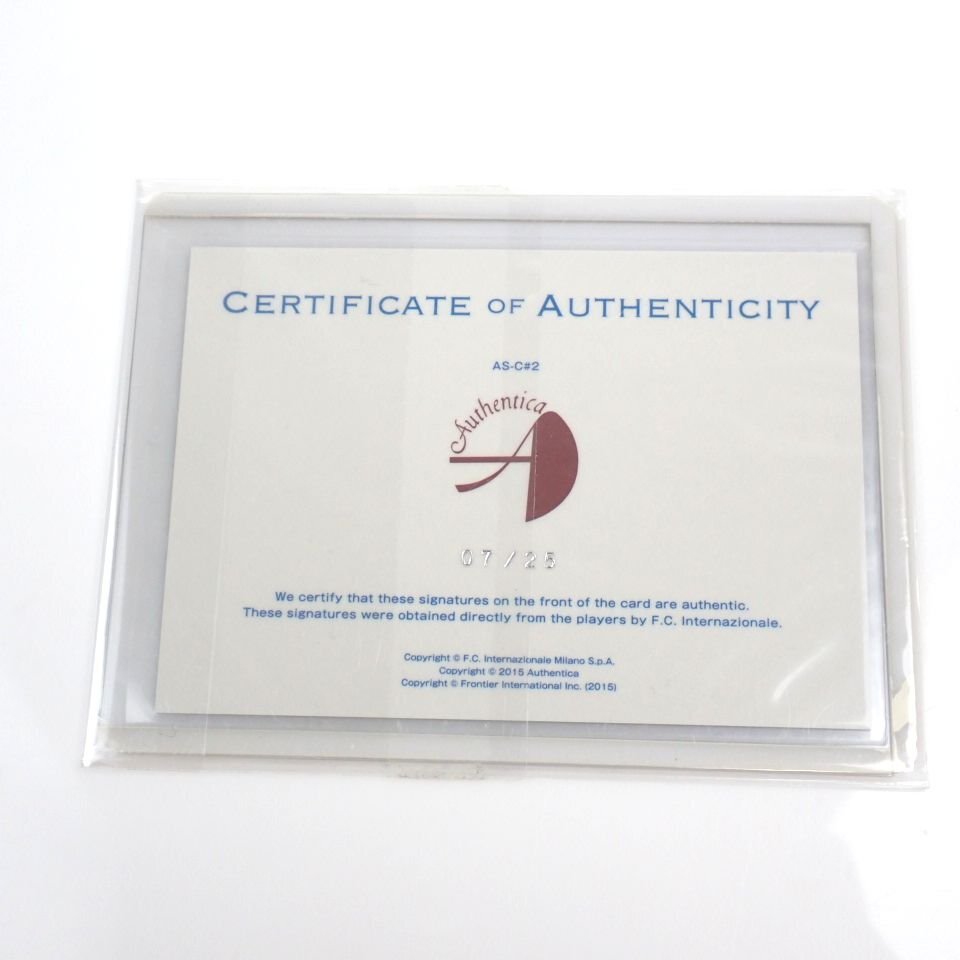 CERTIFICATE OF AUTHENTICITY
AS-C#2
Authentica
07/25
We certify that these signatures on the front of the card are authentic.
These signatures were obtained directly from the players by F.C. Internazionale.
Copyright © F.C. Internazionale Milano S.p.A.
Copyright © 2015 Authentica
Copyright © Frontier International Inc. (2015)